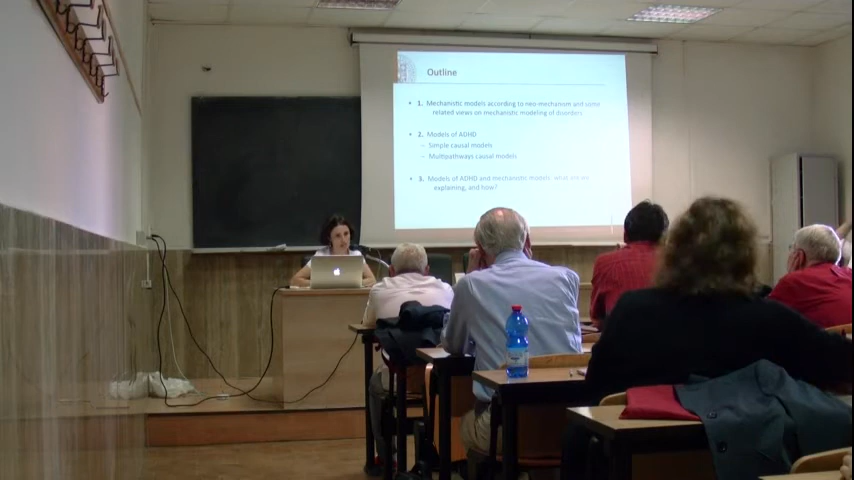 Outline
• 1. Mechanistic models according to neo-mechanism and some
related views on mechanistic modeling of disorders
• 2. Models of ADHD
– Simple causal models
– Multipathways causal models
• 3. Models of ADHD and mechanistic models: what are we
explaining, and how?